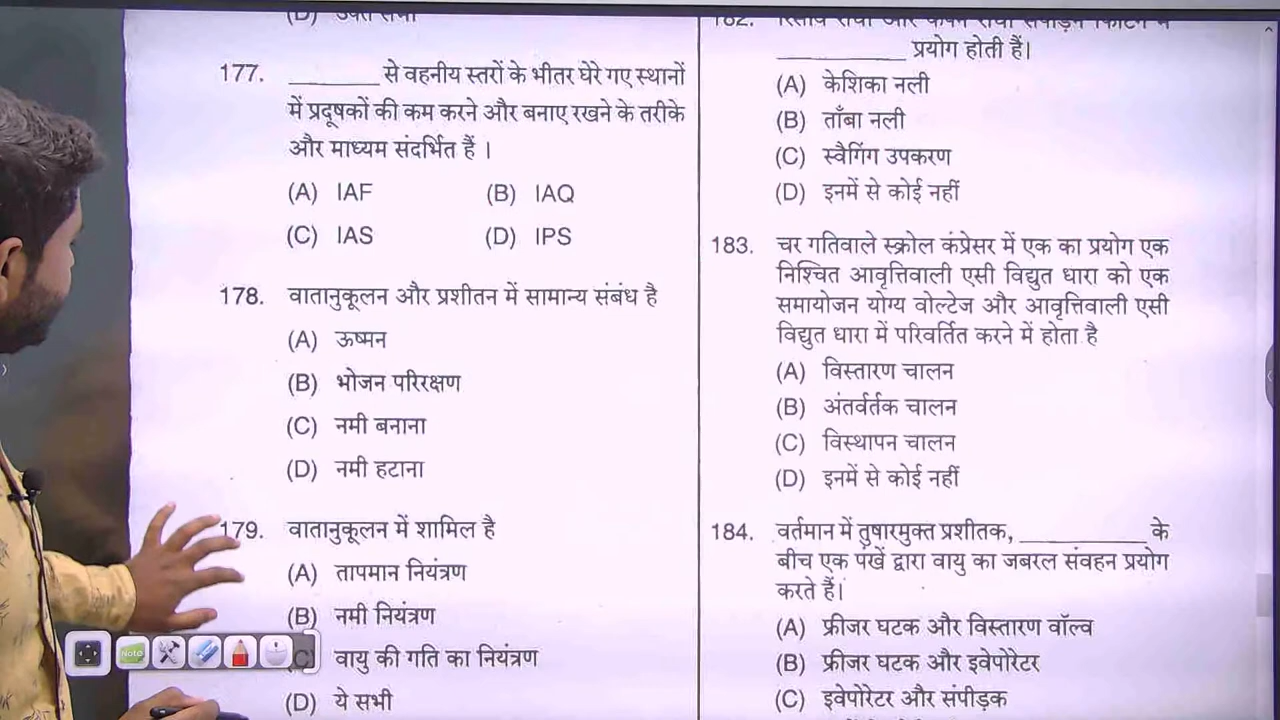 177. ________ से वहनीय स्तरों के भीतर घेरे गए स्थानों
में प्रदूषकों की कम करने और बनाए रखने के तरीके
और माध्यम संदर्भित हैं ।
(A) IAF (B) IAQ
(C) IAS (D) IPS
178. वातानुकूलन और प्रशीतन में सामान्य संबंध है
(A) ऊष्मन
(B) भोजन परिरक्षण
(C) नमी बनाना
(D) नमी हटाना
179. वातानुकूलन में शामिल है
(A) तापमान नियंत्रण
(B) नमी नियंत्रण
(C) वायु की गति का नियंत्रण
(D) ये सभी
182.
____________ प्रयोग होती हैं।
(A) केशिका नली
(B) ताँबा नली
(C) स्वैगिंग उपकरण
(D) इनमें से कोई नहीं
183. चर गतिवाले स्क्रोल कंप्रेसर में एक का प्रयोग एक
निश्चित आवृत्तिवाली एसी विद्युत धारा को एक
समायोजन योग्य वोल्टेज और आवृत्तिवाली एसी
विद्युत धारा में परिवर्तित करने में होता है
(A) विस्तारण चालन
(B) अंतर्वर्तक चालन
(C) विस्थापन चालन
(D) इनमें से कोई नहीं
184. वर्तमान में तुषारमुक्त प्रशीतक, ____________ के
बीच एक पंखें द्वारा वायु का जबरल संवहन प्रयोग
करते हैं।
(A) फ्रीजर घटक और विस्तारण वॉल्व
(B) फ्रीजर घटक और इवेपोरेटर
(C) इवेपोरेटर और संपीड़क
Note